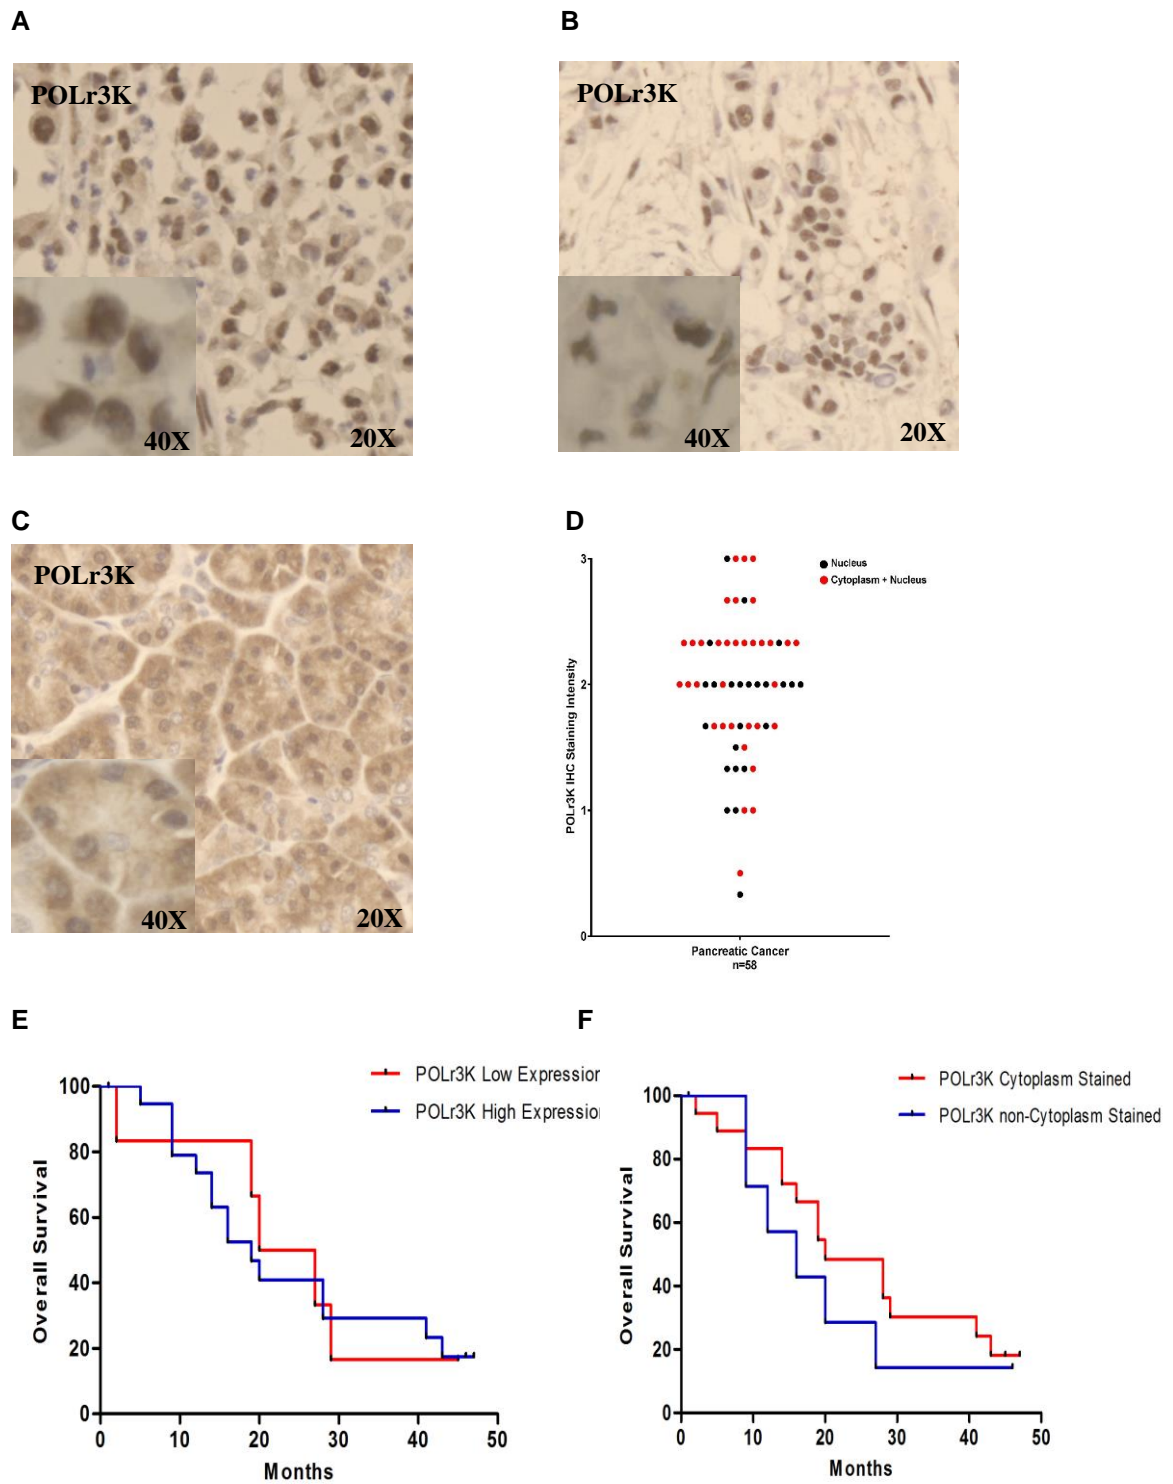 A
B
POLr3K
40X
20X
POLr3K
40X
20X
C
D
POLr3K
40X
20X
3
2
1
0
POLr3K IHC Staining Intensity
Nucleus
Cytoplasm + Nucleus
Pancreatic Cancer
n=58
E
F
POLr3K Low Expression
POLr3K High Expressio
100
80
60
40
20
0
Overall Survival
0 10 20 30 40 50
Months
POLr3K Cytoplasm Stained
POLr3K non-Cytoplasm Stained
100
80
60
40
20
0
Overall Survival
0 10 20 30 40 50
Months